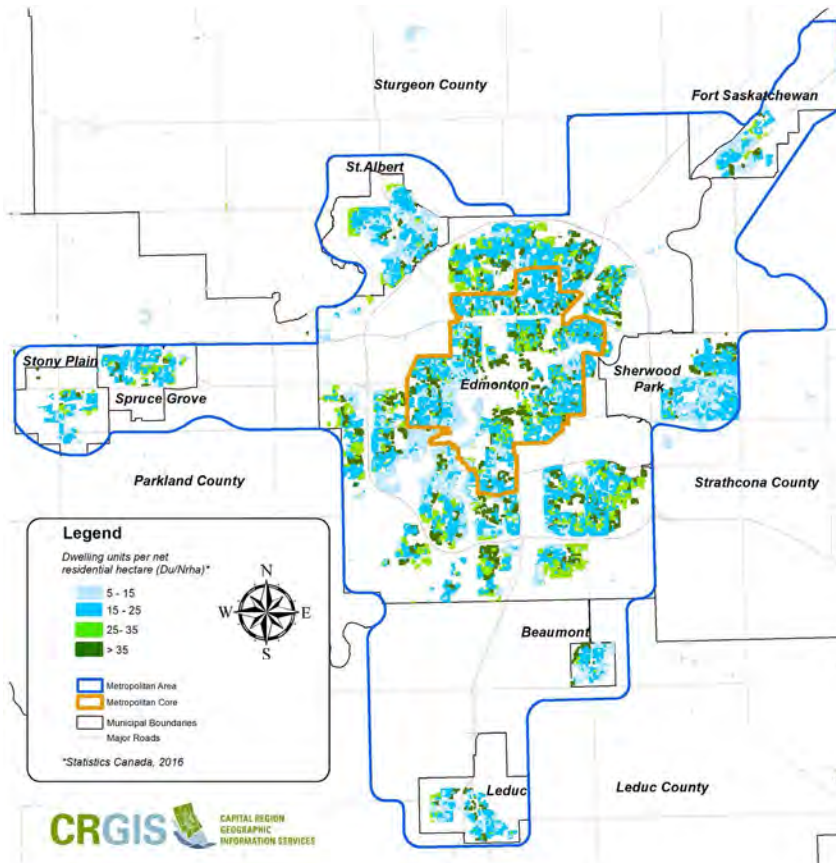 Sturgeon County
Fort Saskatchewan
St.Albert
Stony Plain
Spruce Grove
Edmonton
Sherwood
Park
Parkland County
Strathcona County
Legend
Dwelling units per net
residential hectare (Du/Nrha)*
5 - 15
15 - 25
25- 35
> 35
N
W E
S
Metropolitan Area
Metropolitan Core
Municipal Boundaries
Major Roads
*Statistics Canada, 2016
Beaumont
Leduc
Leduc County
CRGIS
CAPITAL REGION
GEOGRAPHIC
INFORMATION SERVICES